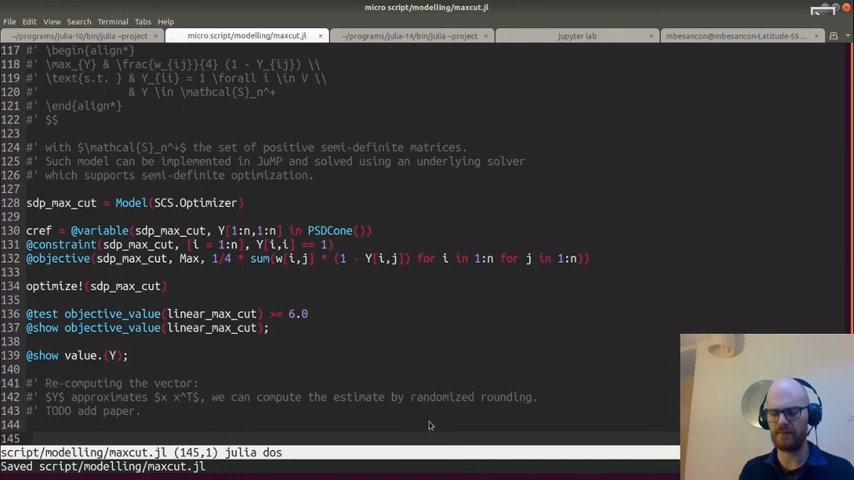 micro script/modelling/maxcut.jl
File Edit View Search Terminal Tabs Help
~/programs/julia-10/bin/julia –project × micro script/modelling/maxcut.jl × ~/programs/julia-14/bin/julia –project × jupyter lab × mbesancon@mbesancon-Latitude-5... ×
117 #' \begin{align*}
118 #' \max_{Y} & \frac{w_{ij}}{4} (1 - Y_{ij}) \\
119 #' \text{s.t. } & Y_{ii} = 1 \forall i \in V \\
120 #' & Y \in \mathcal{S}_n^+
121 #' \end{align*}
122 #' $$
123
124 #' with $\mathcal{S}_n^+$ the set of positive semi-definite matrices.
125 #' Such model can be implemented in JuMP and solved using an underlying solver
126 #' which supports semi-definite optimization.
127
128 sdp_max_cut = Model(SCS.Optimizer)
129
130 cref = @variable(sdp_max_cut, Y[1:n,1:n] in PSDCone())
131 @constraint(sdp_max_cut, [i = 1:n], Y[i,i] == 1)
132 @objective(sdp_max_cut, Max, 1/4 * sum(w[i,j] * (1 - Y[i,j]) for i in 1:n for j in 1:n))
133
134 optimize!(sdp_max_cut)
135
136 @test objective_value(linear_max_cut) >= 6.0
137 @show objective_value(linear_max_cut);
138
139 @show value.(Y);
140
141 #' Re-computing the vector:
142 #' $Y$ approximates $x x^T$, we can compute the estimate by randomized rounding.
143 #' TODO add paper.
144
145
script/modelling/maxcut.jl (145,1) julia dos
Saved script/modelling/maxcut.jl